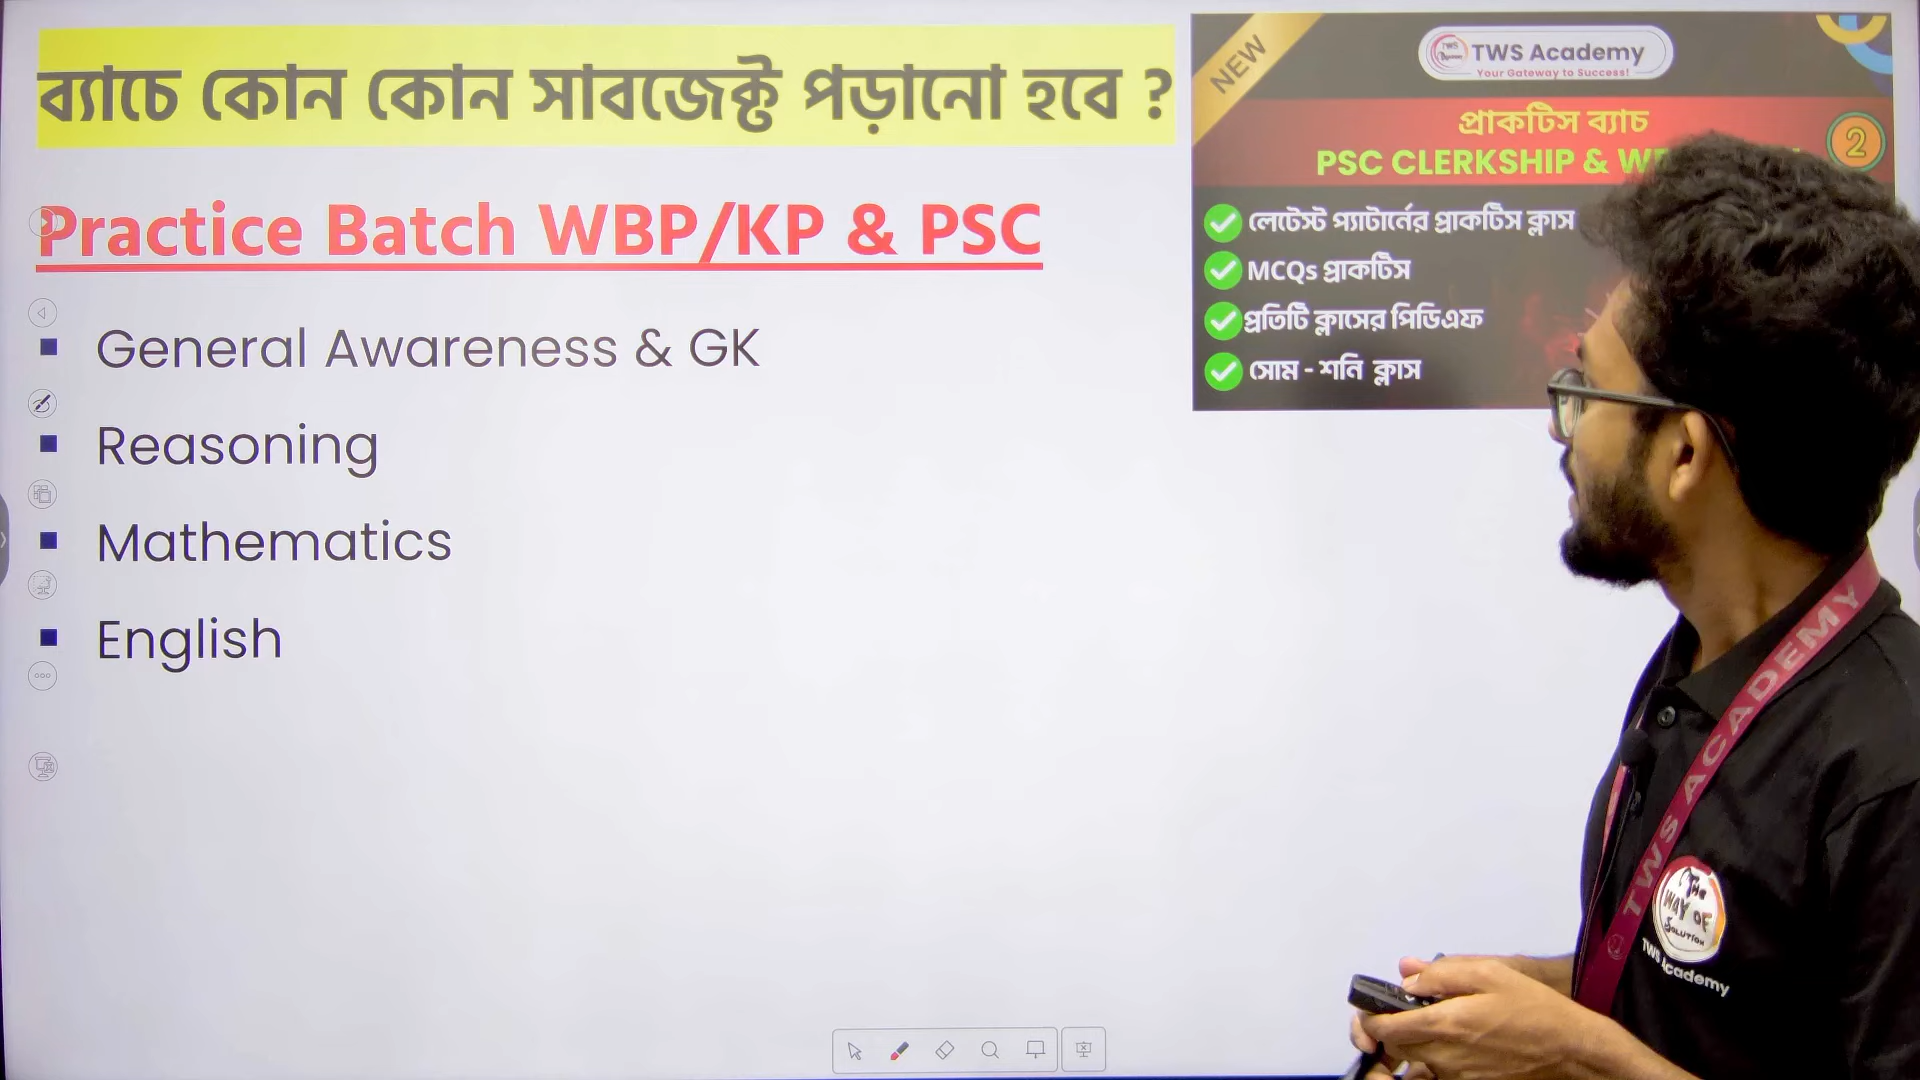 ব্যাচে কোন কোন সাবজেক্ট পড়ানো হবে ?
Practice Batch WBP/KP & PSC
General Awareness & GK
Reasoning
Mathematics
English
NEW
TWS Academy
Your Gateway to Success!
প্রাকটিস ব্যাচ
2
PSC CLERKSHIP &
লেটেস্ট প্যাটার্নের প্রাকটিস ক্লাস
MCQs প্রাকটিস
প্রতিটি ক্লাসের পিডিএফ
সোম - শনি ক্লাস
TWS ACADEMY
THE
WAY OF
SOLUTION
TWS Academy